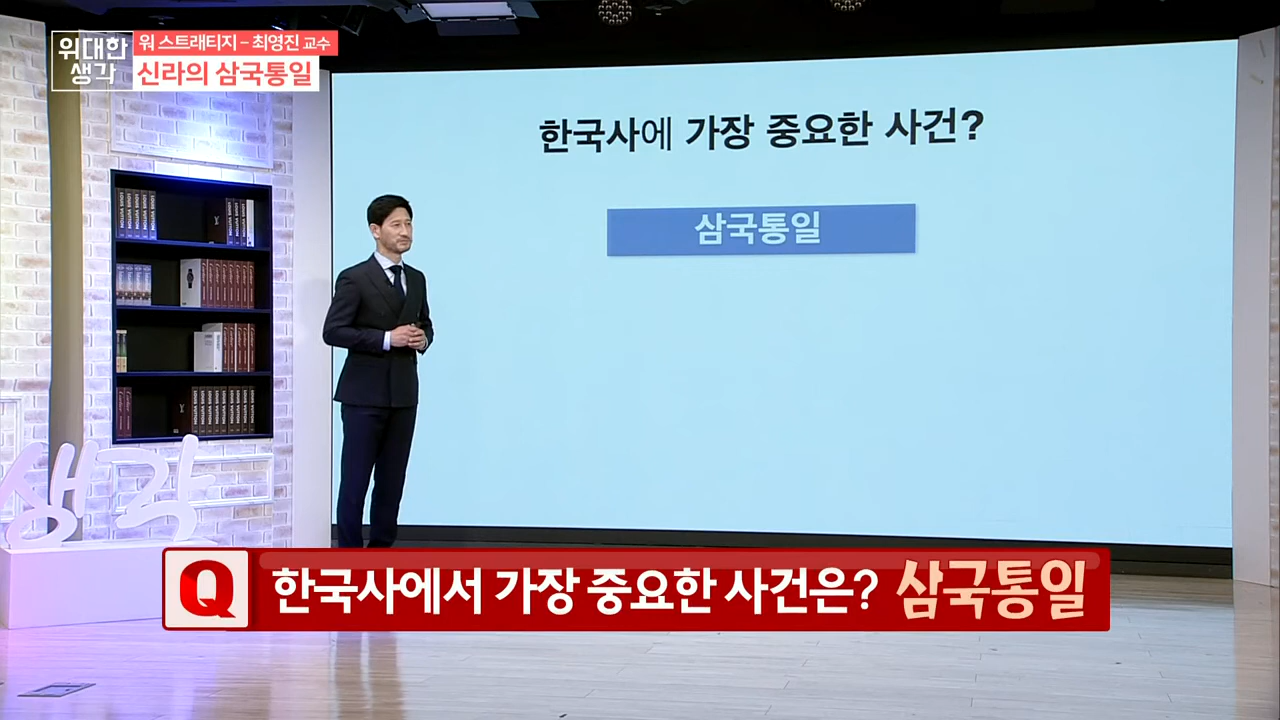 위대한
생각
워 스트래티지 - 최영진 교수
신라의 삼국통일
한국사에 가장 중요한 사건?
삼국통일
생각
Q 한국사에서 가장 중요한 사건은? 삼국통일